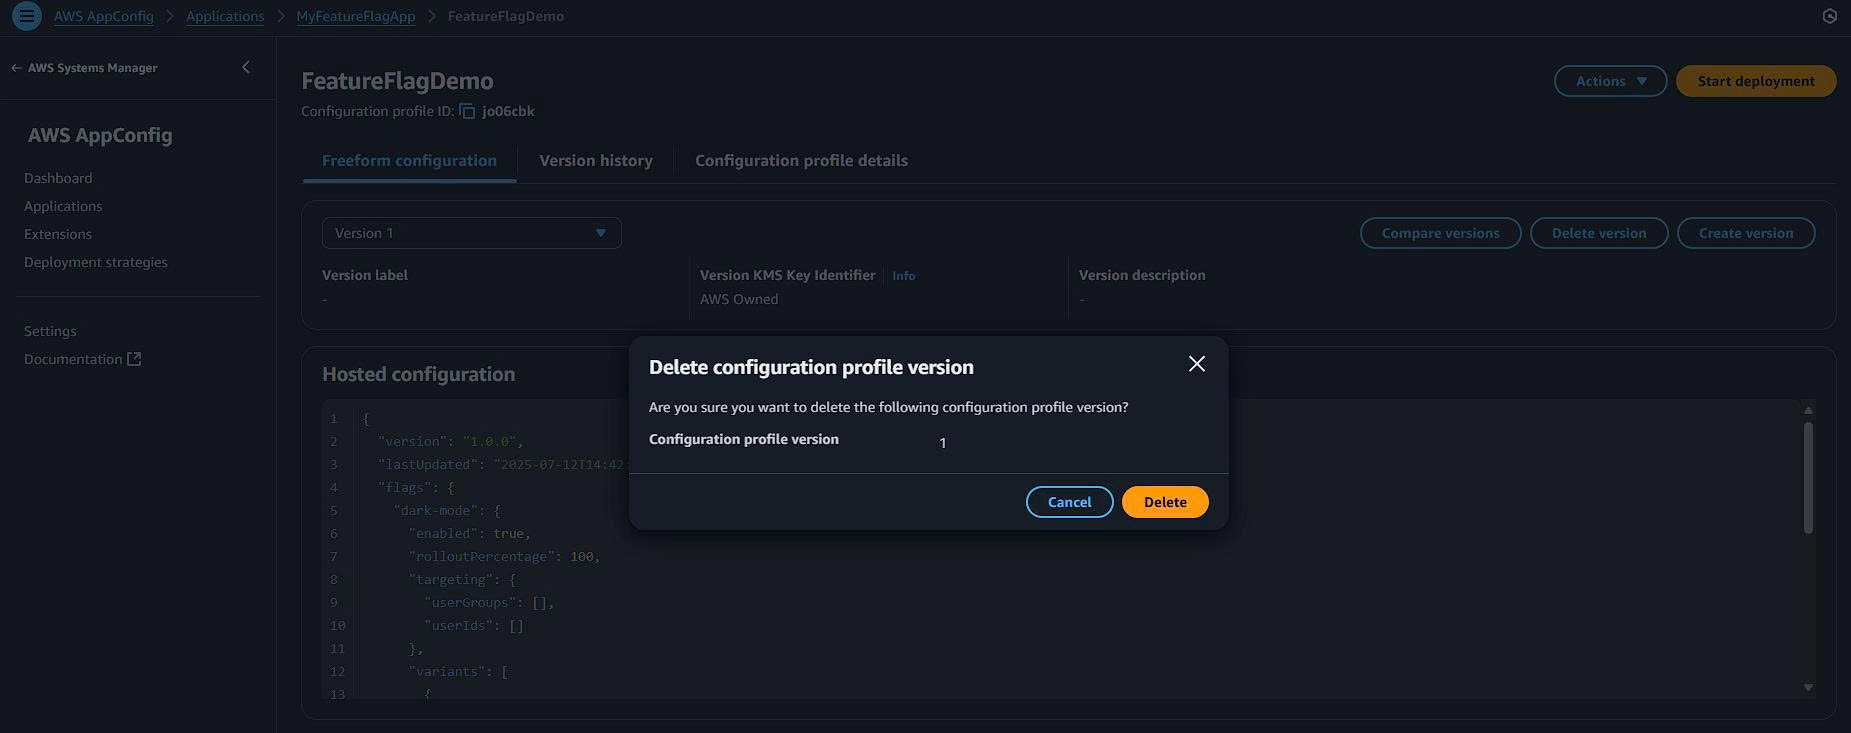 AWS AppConfig > Applications > MyFeatureFlagApp > FeatureFlagDemo
AWS Systems Manager
AWS AppConfig
Dashboard
Applications
Extensions
Deployment strategies
Settings
Documentation
FeatureFlagDemo
Actions
Start deployment
Configuration profile ID: jo06cbk
Freeform configuration
Version history
Configuration profile details
Version 1
Compare versions
Delete version
Create version
Version label
-
Version KMS Key Identifier
Info
AWS Owned
Version description
-
Hosted configuration
1 {
2 "version": "1.0.0",
3 "lastUpdated": "2025-07-12T14:42:
4 "flags": {
5 "dark-mode": {
6 "enabled": true,
7 "rolloutPercentage": 100,
8 "targeting": {
9 "userGroups": [],
10 "userIds": []
11 },
12 "variants": [
13 {
Delete configuration profile version
Are you sure you want to delete the following configuration profile version?
Configuration profile version 1
Cancel
Delete